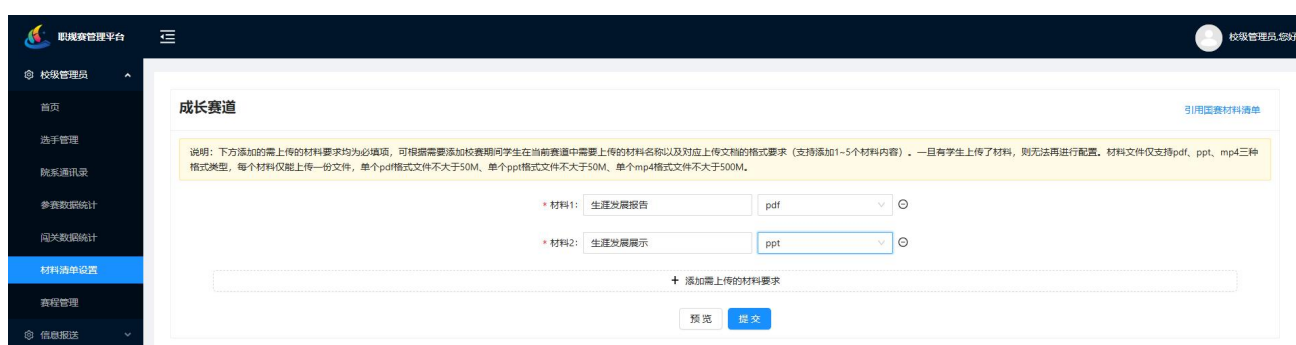 职规赛管理平台
校级管理员,您好
校级管理员
首页
选手管理
院系通讯录
参赛数据统计
闯关数据统计
材料清单设置
赛程管理
信息报送
成长赛道
引用国赛材料清单
说明：下方添加的需上传的材料要求均为必填项，可根据需要添加校赛期间学生在当前赛道中需要上传的材料名称以及对应上传文档的格式要求（支持添加1~5个材料内容）。一旦有学生上传了材料，则无法再进行配置。材料文件仅支持pdf、ppt、mp4三种
格式类型，每个材料仅能上传一份文件，单个pdf格式文件不大于50M、单个ppt格式文件不大于50M、单个mp4格式文件不大于500M。
* 材料1: 生涯发展报告 pdf
* 材料2: 生涯发展展示 ppt
+ 添加需上传的材料要求
预览 提交